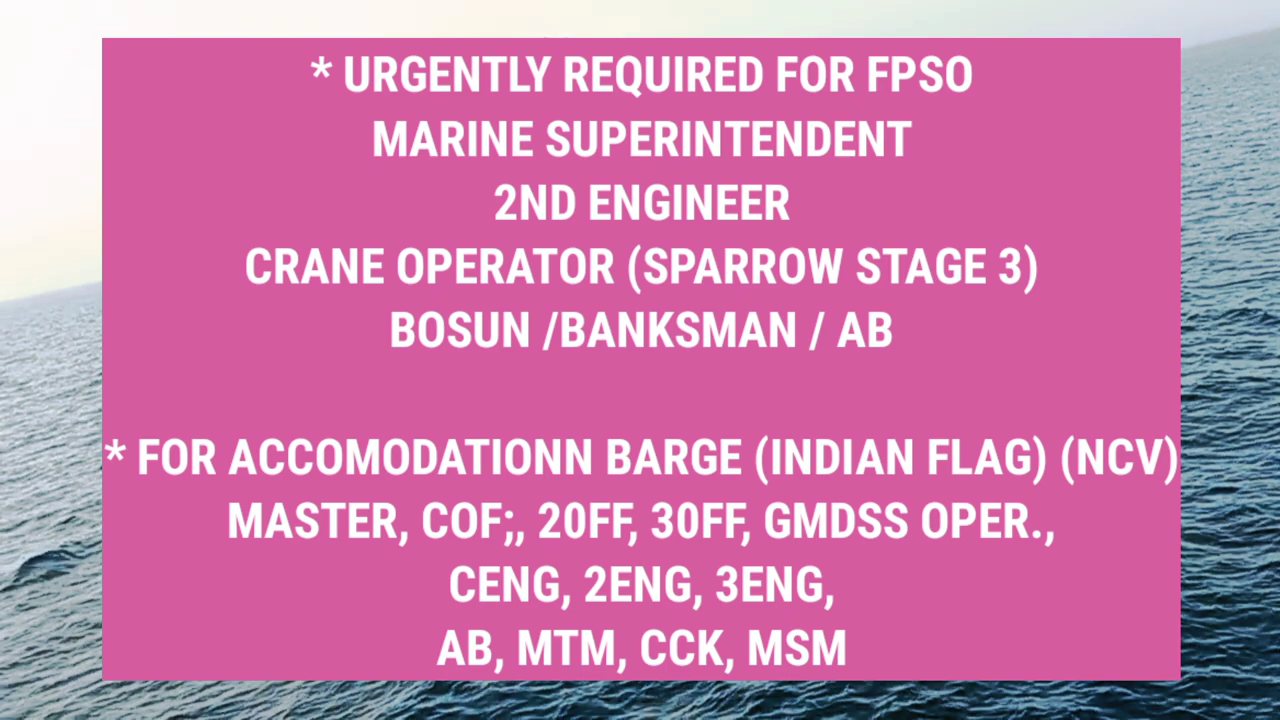 * URGENTLY REQUIRED FOR FPSO
MARINE SUPERINTENDENT
2ND ENGINEER
CRANE OPERATOR (SPARROW STAGE 3)
BOSUN /BANKSMAN / AB
* FOR ACCOMODATIONN BARGE (INDIAN FLAG) (NCV)
MASTER, COF;, 20FF, 30FF, GMDSS OPER.,
CENG, 2ENG, 3ENG,
AB, MTM, CCK, MSM